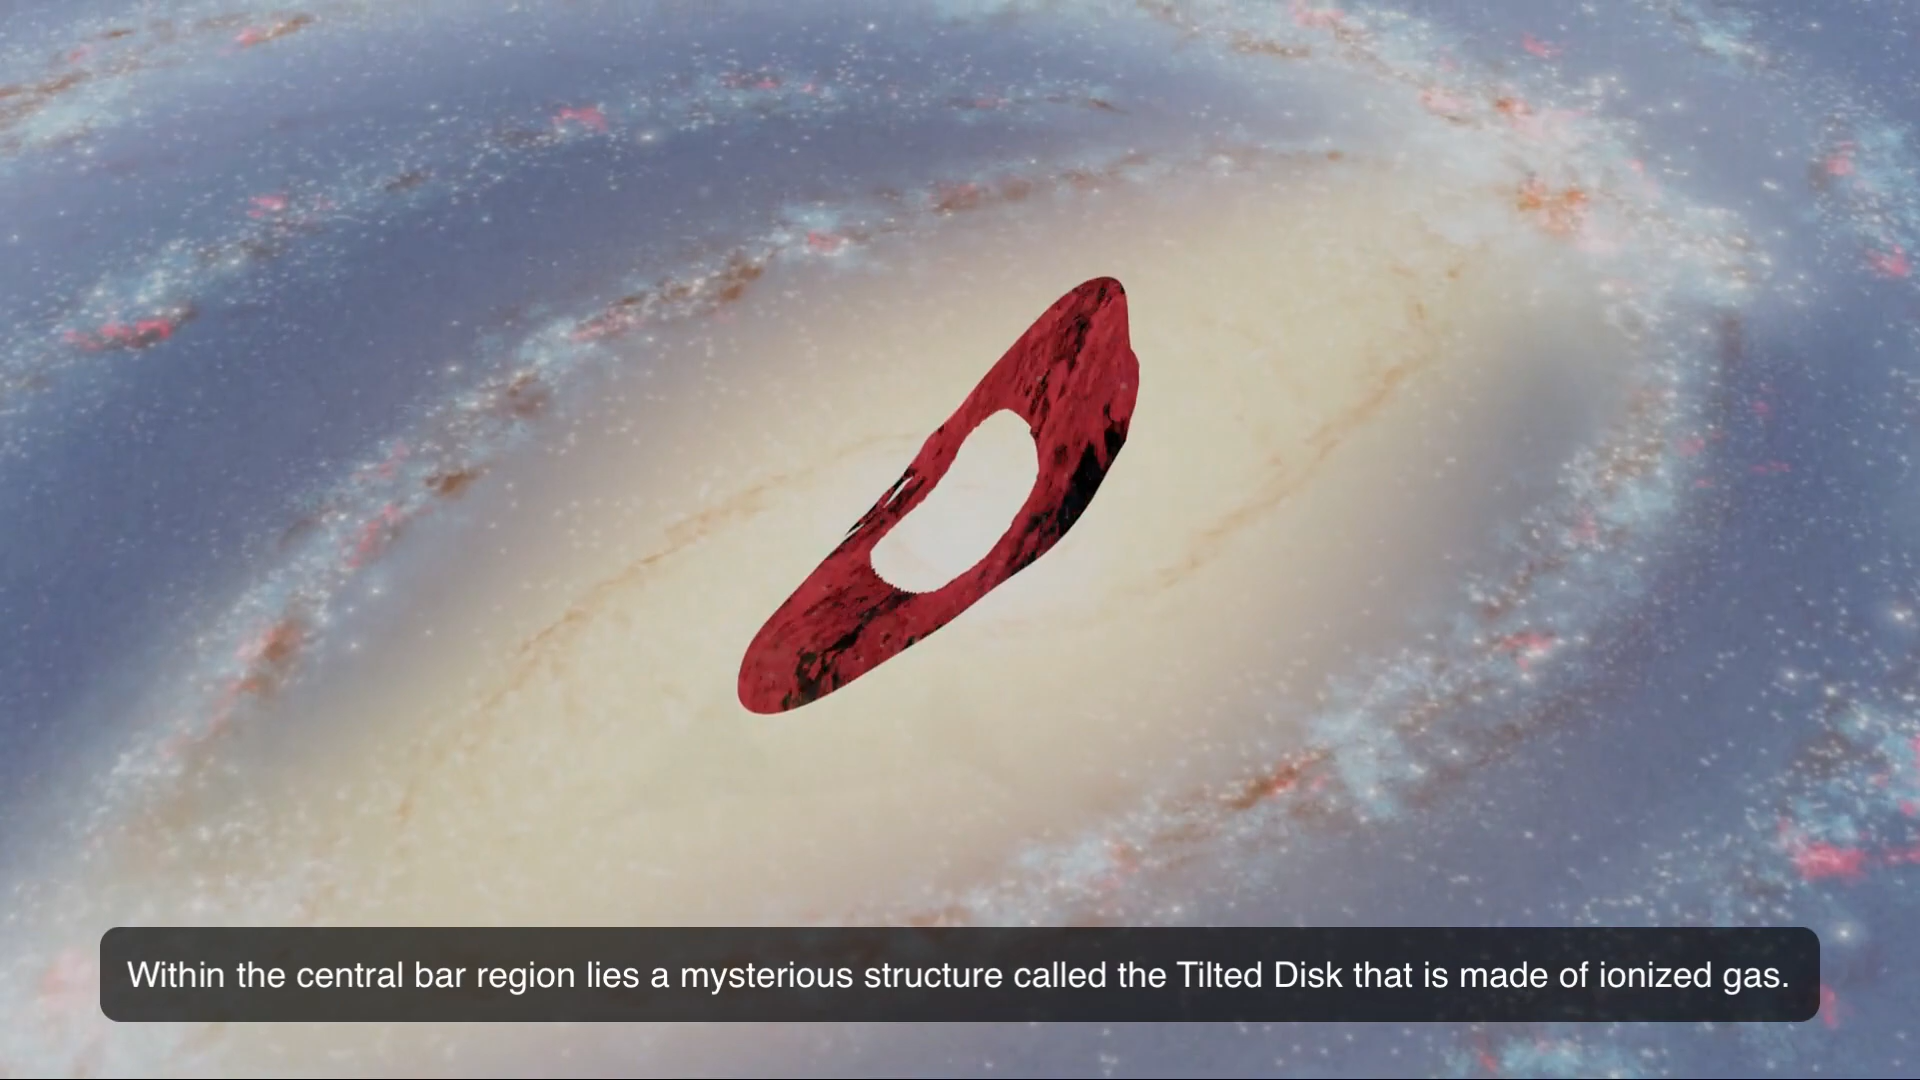 Within the central bar region lies a mysterious structure called the Tilted Disk that is made of ionized gas.